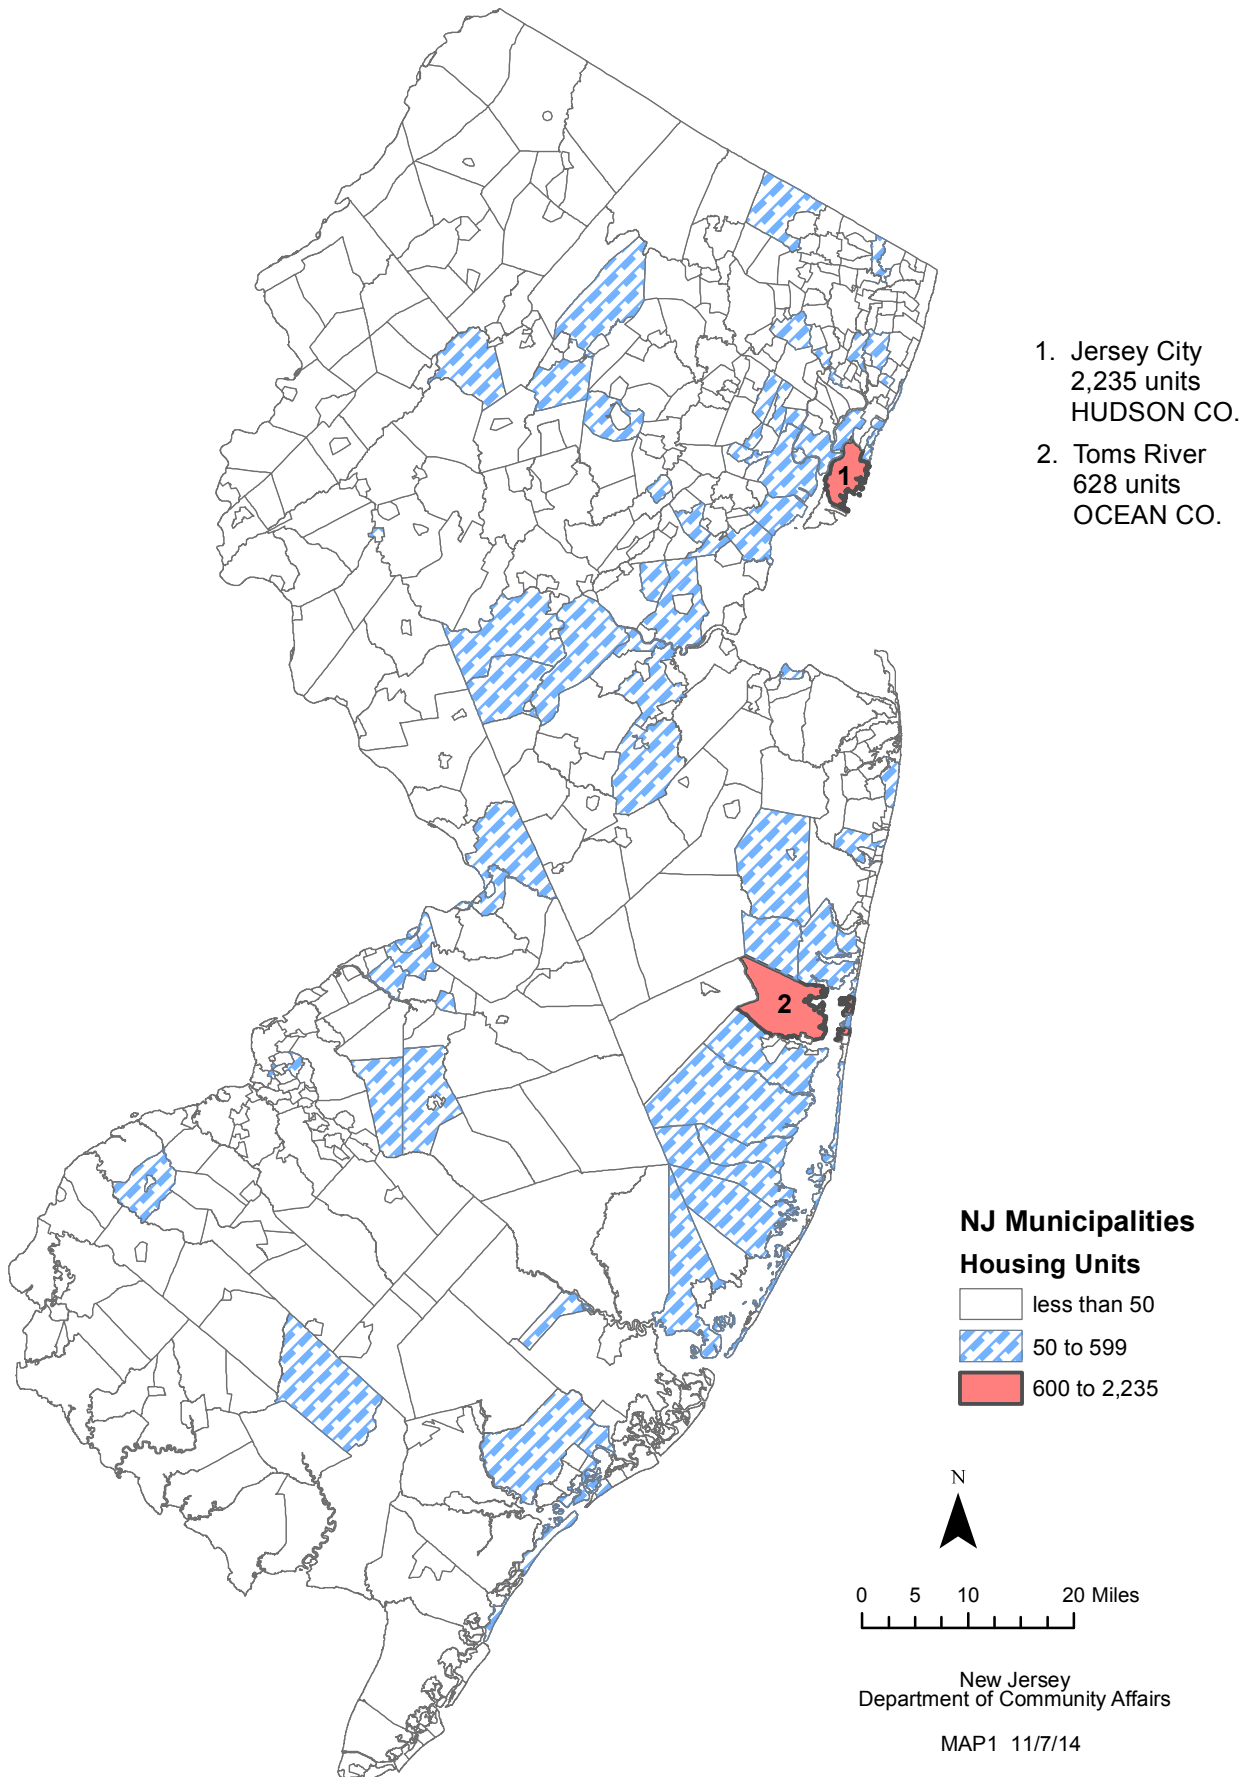 1. Jersey City
2,235 units
HUDSON CO.
2. Toms River
628 units
OCEAN CO.
1
2
NJ Municipalities
Housing Units
less than 50
50 to 599
600 to 2,235
N
0 5 10 20 Miles
New Jersey
Department of Community Affairs
MAP1 11/7/14